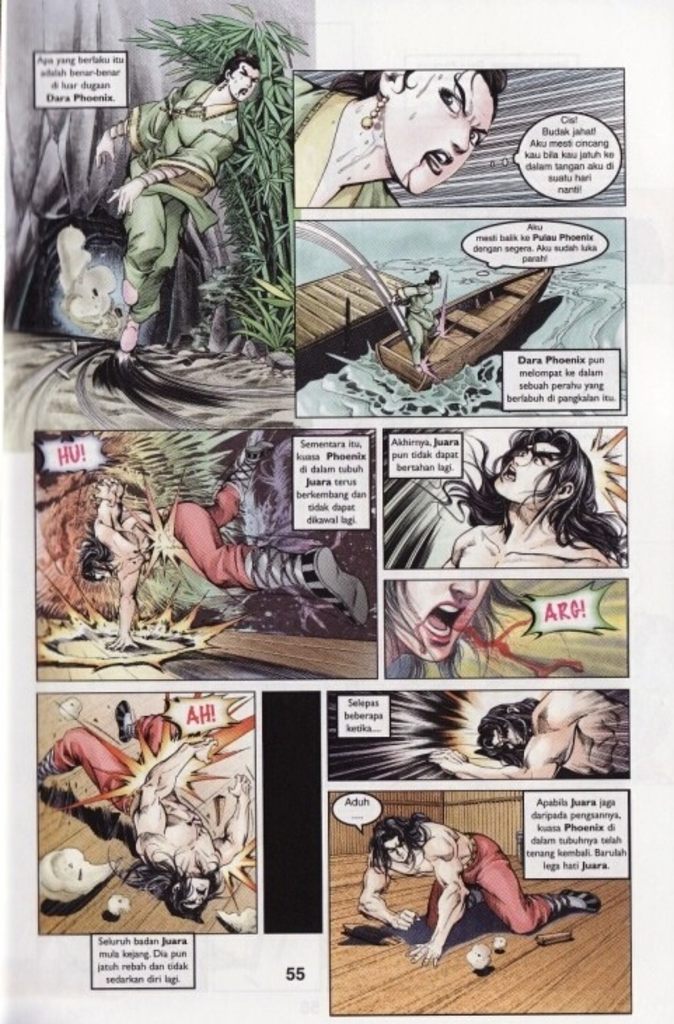 Apa yang berlaku itu
adalah benar-benar
di luar dugaan
Dara Phoenix.
Cis!
Budak jahat!
Aku mesti cincang
kau bila kau jatuh ke
dalam tangan aku di
suatu hari
nanti!
Aku
mesti balik ke Pulau Phoenix
dengan segera. Aku sudah luka
parah!
Dara Phoenix pun
melompat ke dalam
sebuah perahu yang
berlabuh di pangkalan itu.
HU!
Sementara itu,
kuasa Phoenix
di dalam tubuh
Juara terus
berkembang dan
tidak dapat
dikawal lagi.
Akhirnya, Juara
pun tidak dapat
bertahan lagi.
ARG!
AH!
Seluruh badan Juara
mula kejang. Dia pun
jatuh rebah dan tidak
sedarkan diri lagi.
Selepas
beberapa
ketika....
Aduh
....
Apabila Juara jaga
daripada pengsannya,
kuasa Phoenix di
dalam tubuhnya telah
tenang kembali. Barulah
lega hati Juara.
55